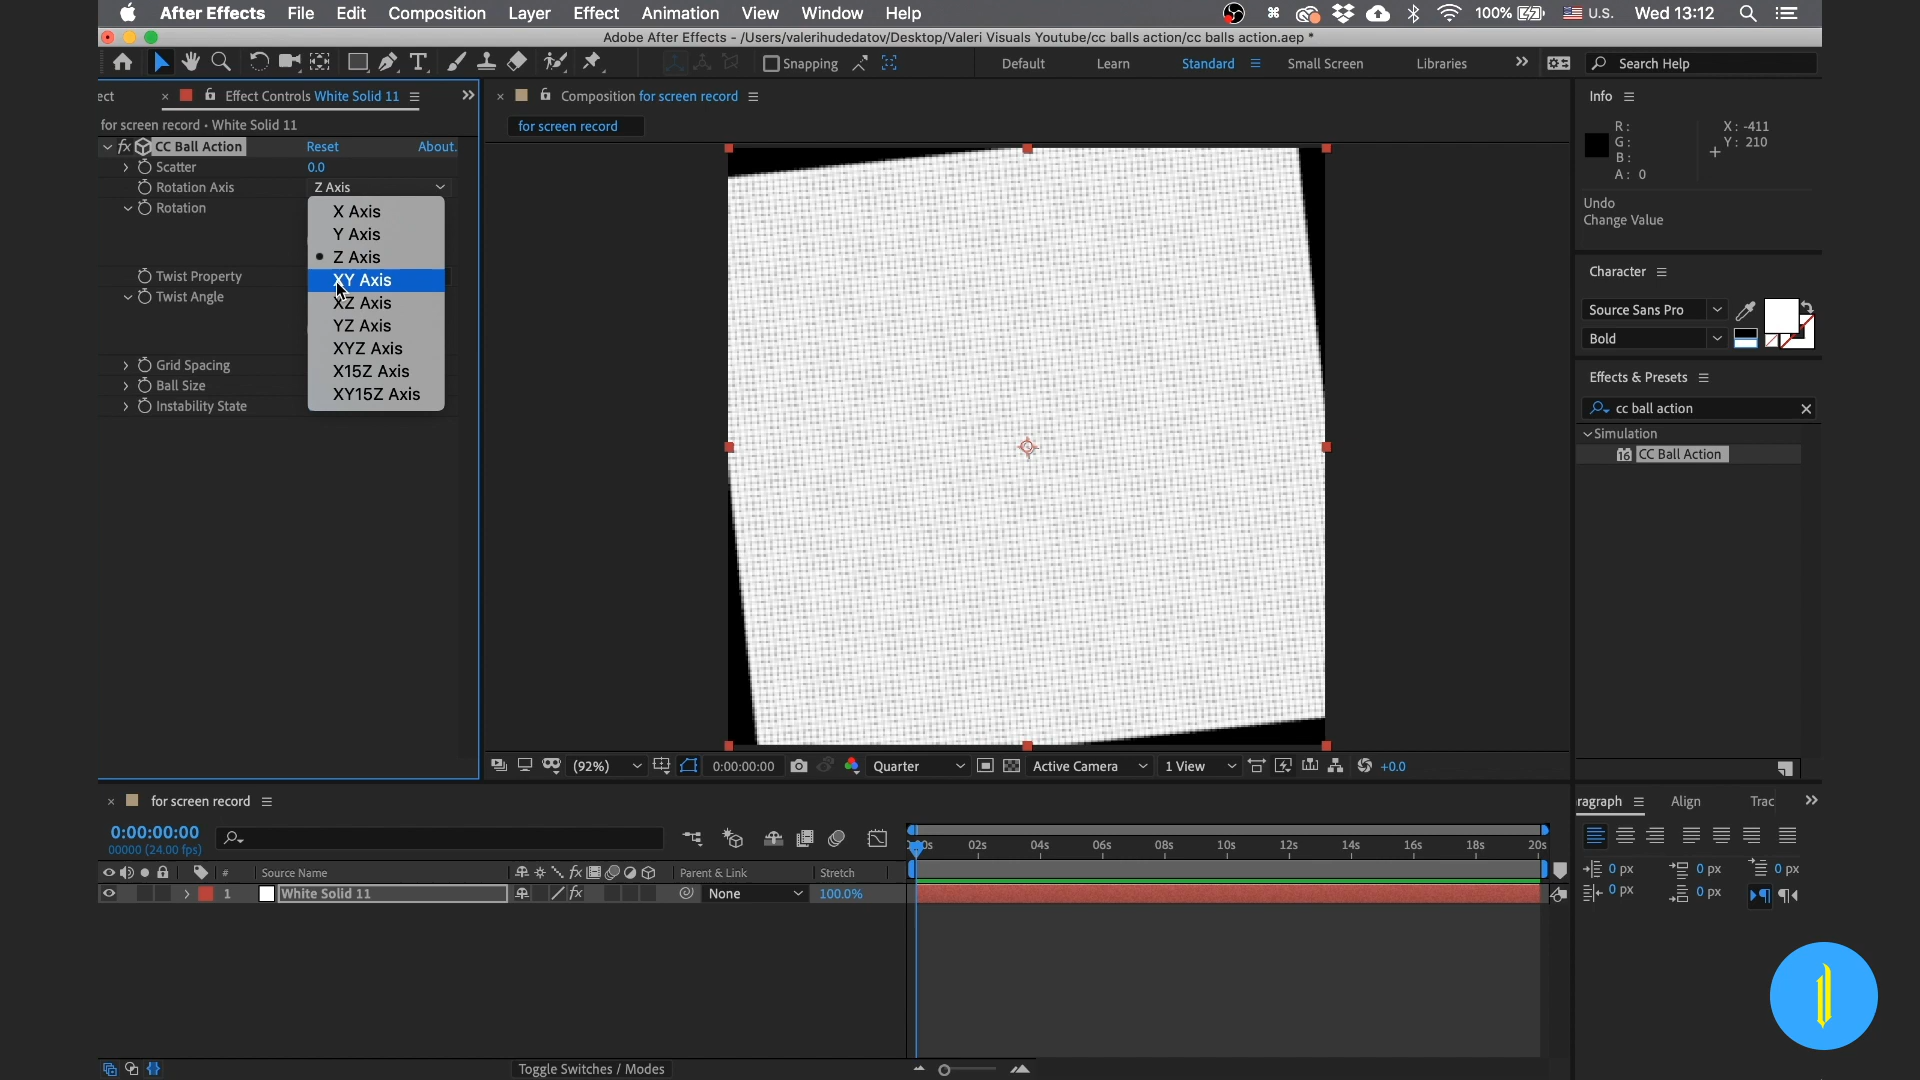 After Effects File Edit Composition Layer Effect Animation View Window Help 100% U.S. Wed 13:12
Adobe After Effects - /Users/valerihudedatov/Desktop/Valeri Visuals Youtube/cc balls action/cc balls action.aep *
Snapping Default Learn Standard Small Screen Libraries Search Help
ect Effect Controls White Solid 11
for screen record • White Solid 11
fx CC Ball Action Reset About.
Scatter 0.0
Rotation Axis Z Axis
Rotation
Twist Property
Twist Angle
Grid Spacing
Ball Size
Instability State
X Axis
Y Axis
Z Axis
XY Axis
XZ Axis
YZ Axis
XYZ Axis
X15Z Axis
XY15Z Axis
Composition for screen record
for screen record
(92%) 0:00:00:00 Quarter Active Camera 1 View +0.0
Info
R: X: -411
G: Y: 210
B:
A: 0
Undo
Change Value
Character
Source Sans Pro
Bold
Effects & Presets
cc ball action
Simulation
16 CC Ball Action
for screen record
0:00:00:00
00000 (24.00 fps)
02s 04s 06s 08s 10s 12s 14s 16s 18s 20s
# Source Name fx Parent & Link Stretch
1 White Solid 11 fx None 100.0%
Toggle Switches / Modes
ragraph Align Trac
0 px 0 px 0 px
0 px 0 px